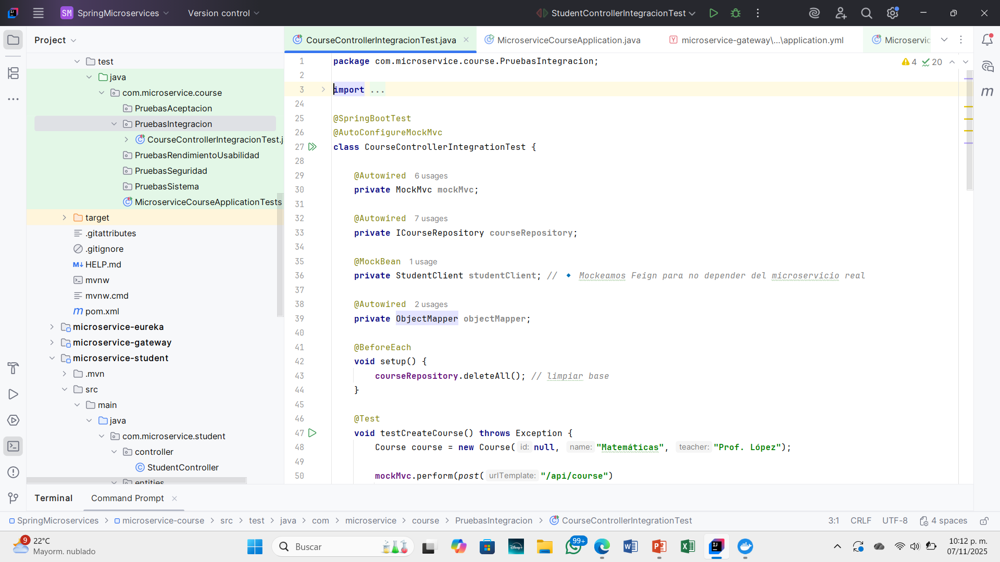 SM SpringMicroservices Version control StudentControllerIntegracionTest
Project
CourseControllerIntegracionTest.java MicroserviceCourseApplication.java microservice-gateway\...\application.yml Microservic
test
java
com.microservice.course
PruebasAceptacion
PruebasIntegracion
CourseControllerIntegracionTest.j
PruebasRendimientoUsabilidad
PruebasSeguridad
PruebasSistema
MicroserviceCourseApplicationTests
target
.gitattributes
.gitignore
M↓ HELP.md
mvnw
mvnw.cmd
m pom.xml
microservice-eureka
microservice-gateway
microservice-student
.mvn
src
main
java
com.microservice.student
controller
StudentController
entities
4 20
1 package com.microservice.course.PruebasIntegracion;
2
3 import ...
24
25 @SpringBootTest
26 @AutoConfigureMockMvc
27 class CourseControllerIntegrationTest {
28
29 @Autowired 6 usages
30 private MockMvc mockMvc;
31
32 @Autowired 7 usages
33 private ICourseRepository courseRepository;
34
35 @MockBean 1 usage
36 private StudentClient studentClient; // 🔹 Mockeamos Feign para no depender del microservicio real
37
38 @Autowired 2 usages
39 private ObjectMapper objectMapper;
40
41 @BeforeEach
42 void setup() {
43 courseRepository.deleteAll(); // limpiar base
44 }
45
46 @Test
47 void testCreateCourse() throws Exception {
48 Course course = new Course( id: null, name: "Matemáticas", teacher: "Prof. López");
49
50 mockMvc.perform(post( urlTemplate: "/api/course")
m
Terminal Command Prompt
SpringMicroservices > microservice-course > src > test > java > com > microservice > course > PruebasIntegracion > CourseControllerIntegrationTest 3:1 CRLF UTF-8 4 spaces
9 22°C
Mayorm. nublado
Buscar
Disney+
99+
10:12 p. m.
07/11/2025